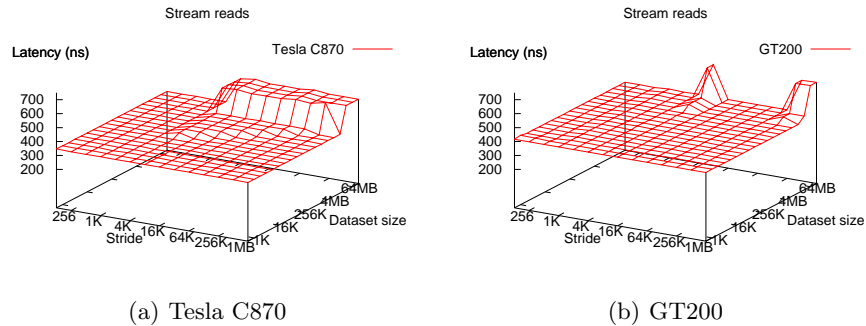 Stream reads
Latency (ns)
Tesla C870
700
600
500
400
300
200
256
1K
4K
16K
64K
256K
1MB
Stride
1K
16K
256K
4MB
64MB
Dataset size
(a) Tesla C870
Stream reads
Latency (ns)
GT200
700
600
500
400
300
200
256
1K
4K
16K
64K
256K
1MB
Stride
1K
16K
256K
4MB
64MB
Dataset size
(b) GT200